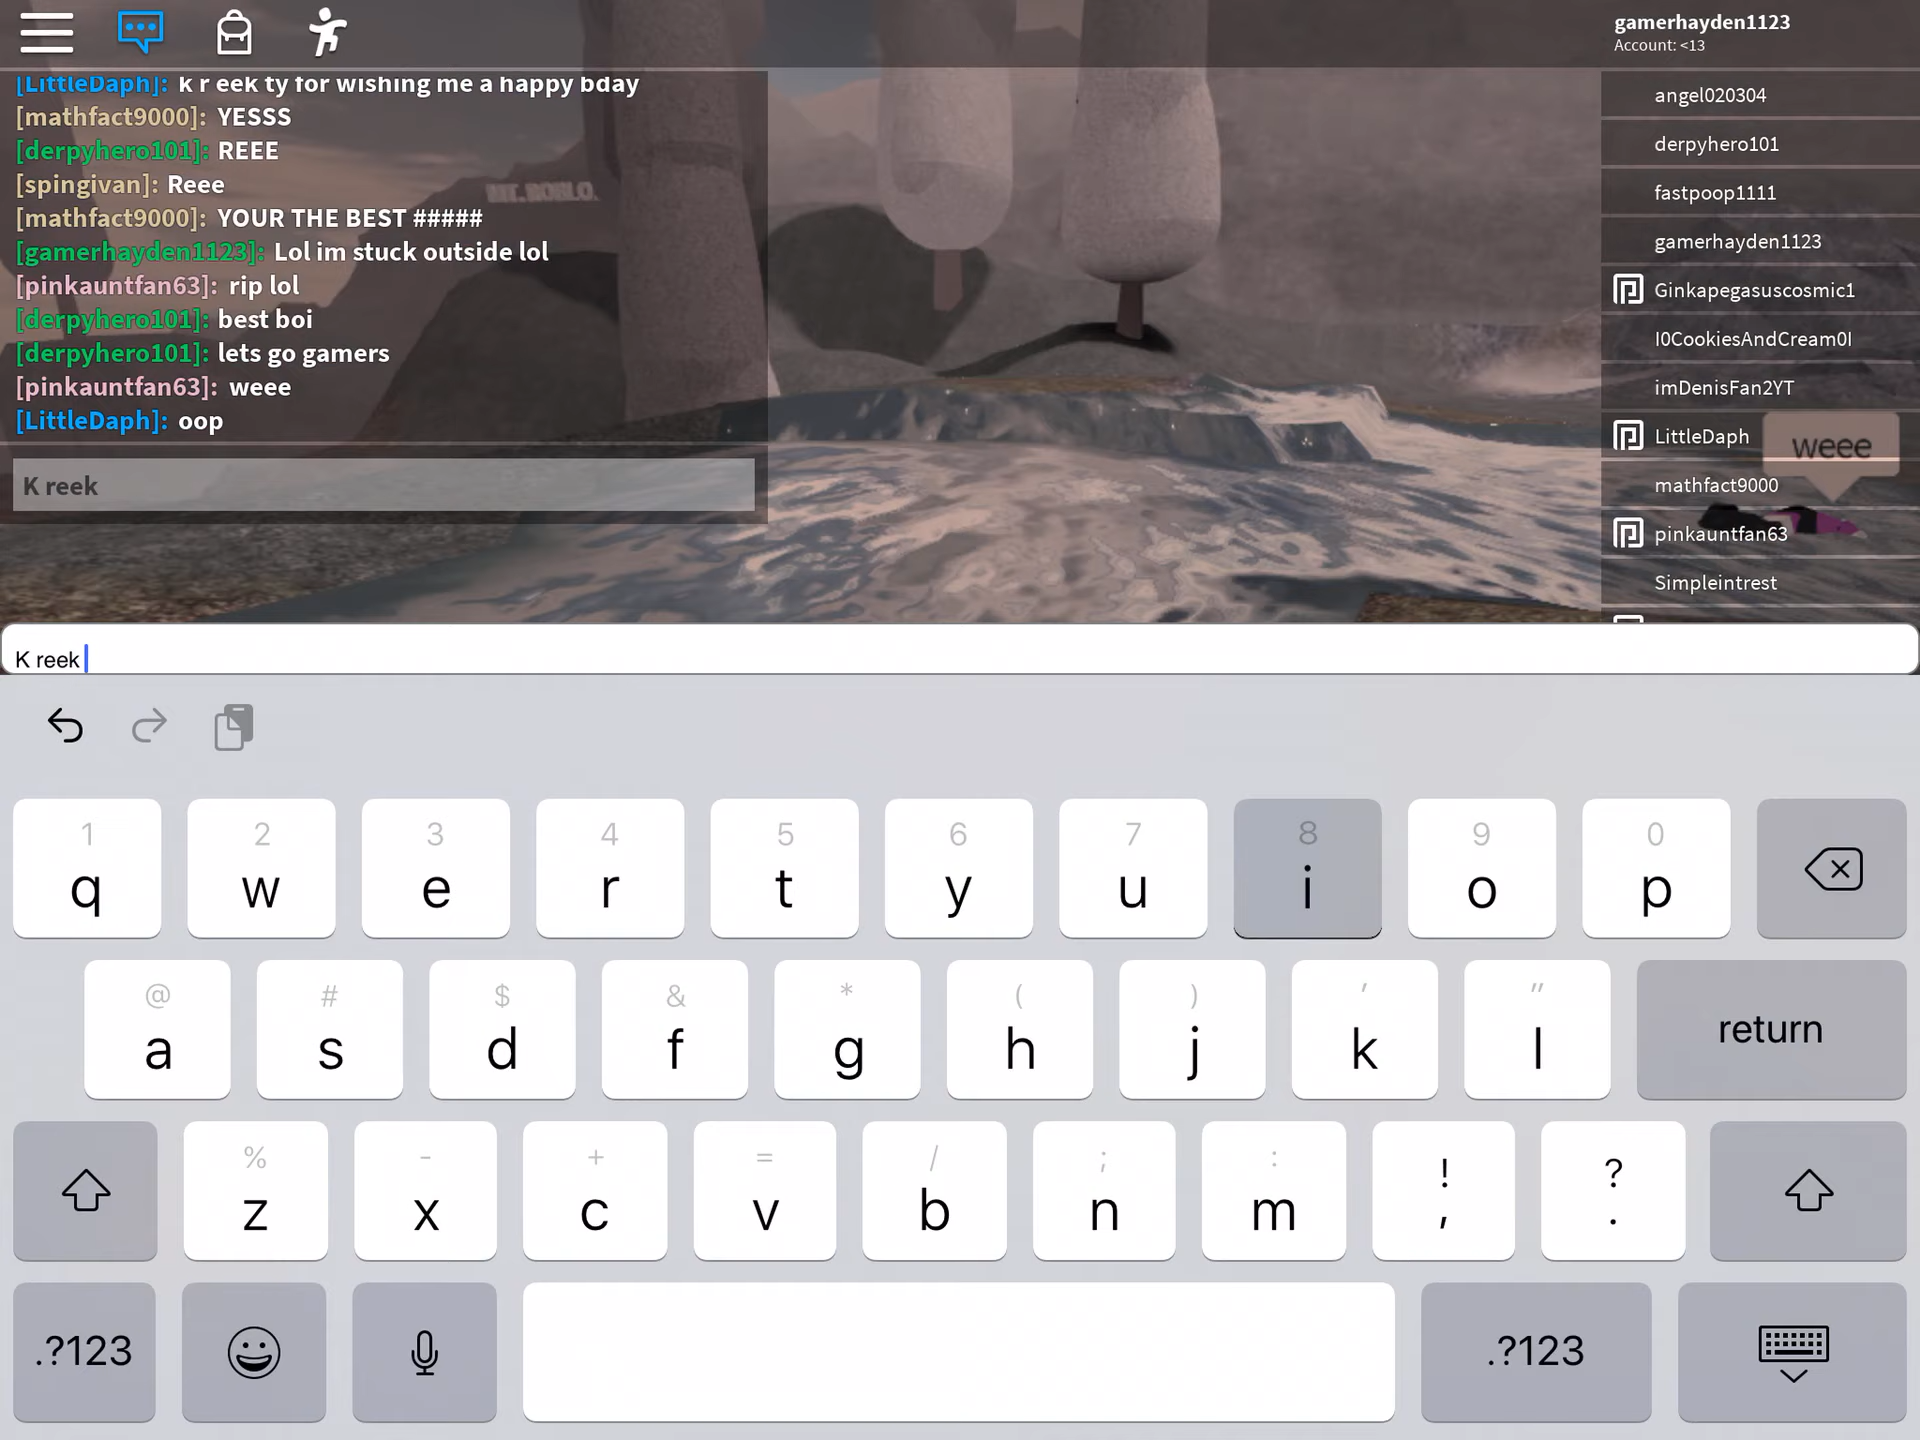 gamerhayden1123
Account: <13
[LittleDaph]: k r eek ty for wishing me a happy bday
[mathfact9000]: YESSS
[derpyhero101]: REEE
[spingivan]: Reee
[mathfact9000]: YOUR THE BEST #####
[gamerhayden1123]: Lol im stuck outside lol
[pinkauntfan63]: rip lol
[derpyhero101]: best boi
[derpyhero101]: lets go gamers
[pinkauntfan63]: weee
[LittleDaph]: oop
K reek
MT. ROBLO.
angel020304
derpyhero101
fastpoop1111
gamerhayden1123
Ginkapegasuscosmic1
I0CookiesAndCream0I
imDenisFan2YT
LittleDaph
weee
mathfact9000
pinkauntfan63
Simpleintrest
K reek
1 2 3 4 5 6 7 8 9 0
q w e r t y u i o p
@ # $ & * ( ) ' "
a s d f g h j k l return
% - + = / ; : ! ?
z x c v b n m , .
.?123 .?123